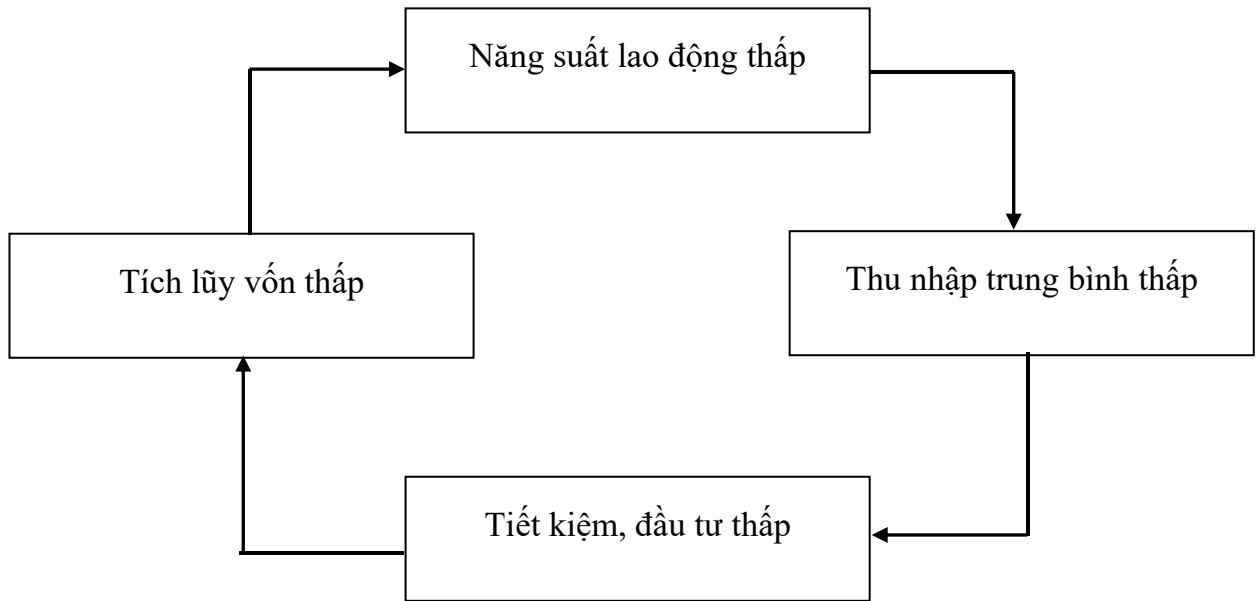 Năng suất lao động thấp
Tích lũy vốn thấp
Thu nhập trung bình thấp
Tiết kiệm, đầu tư thấp